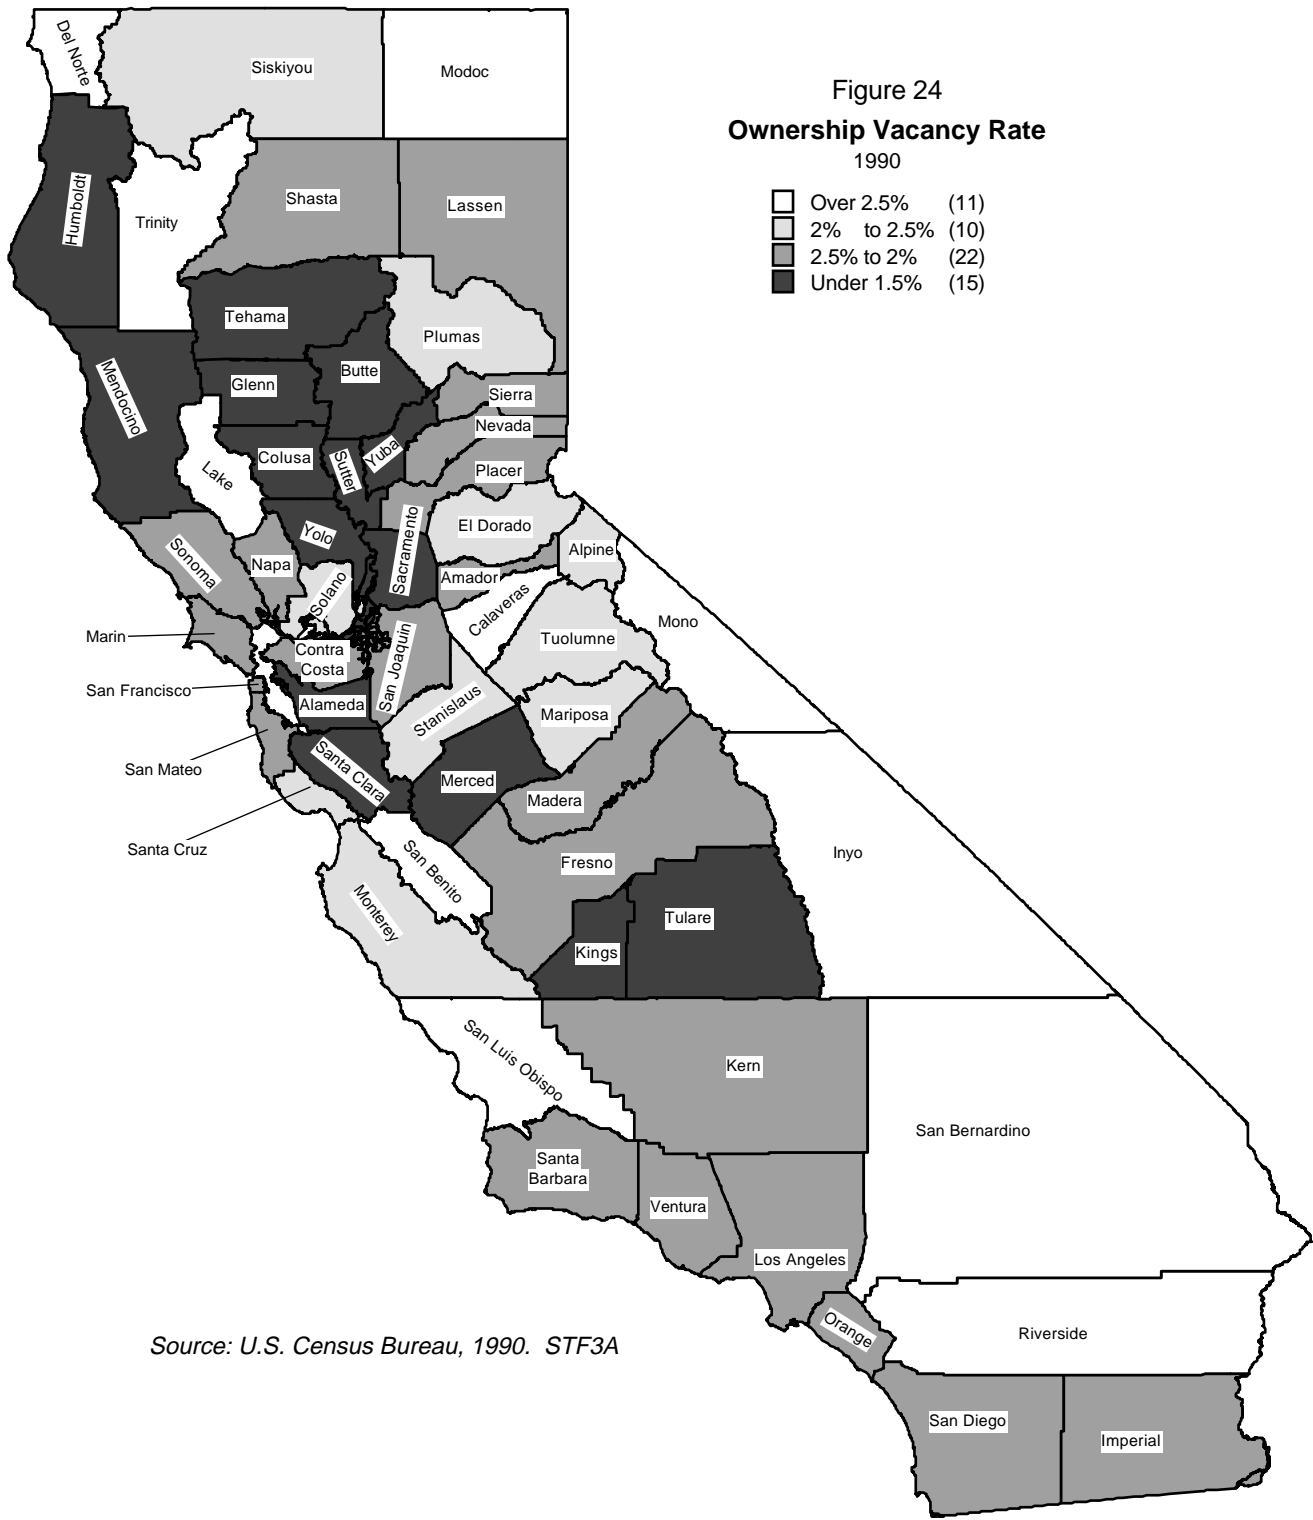 Figure 24
Ownership Vacancy Rate
1990
Over 2.5% (11)
2% to 2.5% (10)
2.5% to 2% (22)
Under 1.5% (15)
Del Norte
Siskiyou
Modoc
Humboldt
Trinity
Shasta
Lassen
Tehama
Plumas
Mendocino
Glenn
Butte
Sierra
Nevada
Lake
Colusa
Sutter
Yuba
Placer
Sonoma
Napa
Yolo
Sacramento
El Dorado
Alpine
Solano
Amador
Calaveras
Mono
Marin
Contra
Costa
San Joaquin
Tuolumne
San Francisco
Alameda
Stanislaus
Mariposa
San Mateo
Santa Clara
Merced
Madera
Santa Cruz
San Benito
Fresno
Inyo
Monterey
Kings
Tulare
San Luis Obispo
Kern
San Bernardino
Santa
Barbara
Ventura
Los Angeles
Orange
Riverside
Source: U.S. Census Bureau, 1990. STF3A
San Diego
Imperial